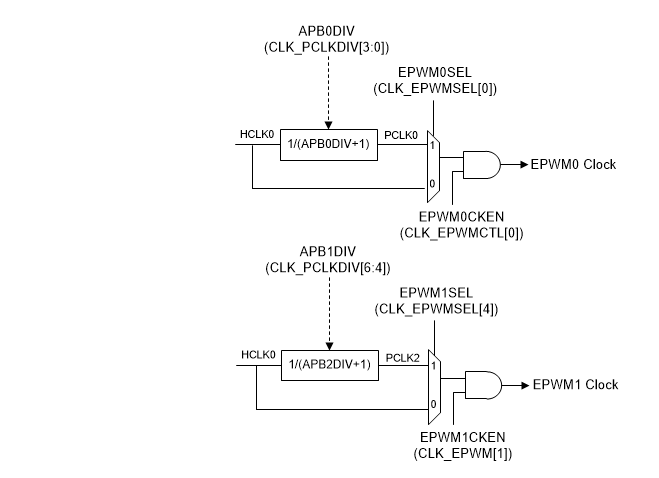 APB0DIV
(CLK_PCLKDIV[3:0])
EPWM0SEL
(CLK_EPWMSEL[0])
HCLK0
1/(APB0DIV+1)
PCLK0
1
0
EPWM0 Clock
EPWM0CKEN
(CLK_EPWMCTL[0])
APB1DIV
(CLK_PCLKDIV[6:4])
EPWM1SEL
(CLK_EPWMSEL[4])
HCLK0
1/(APB2DIV+1)
PCLK2
1
0
EPWM1 Clock
EPWM1CKEN
(CLK_EPWM[1])